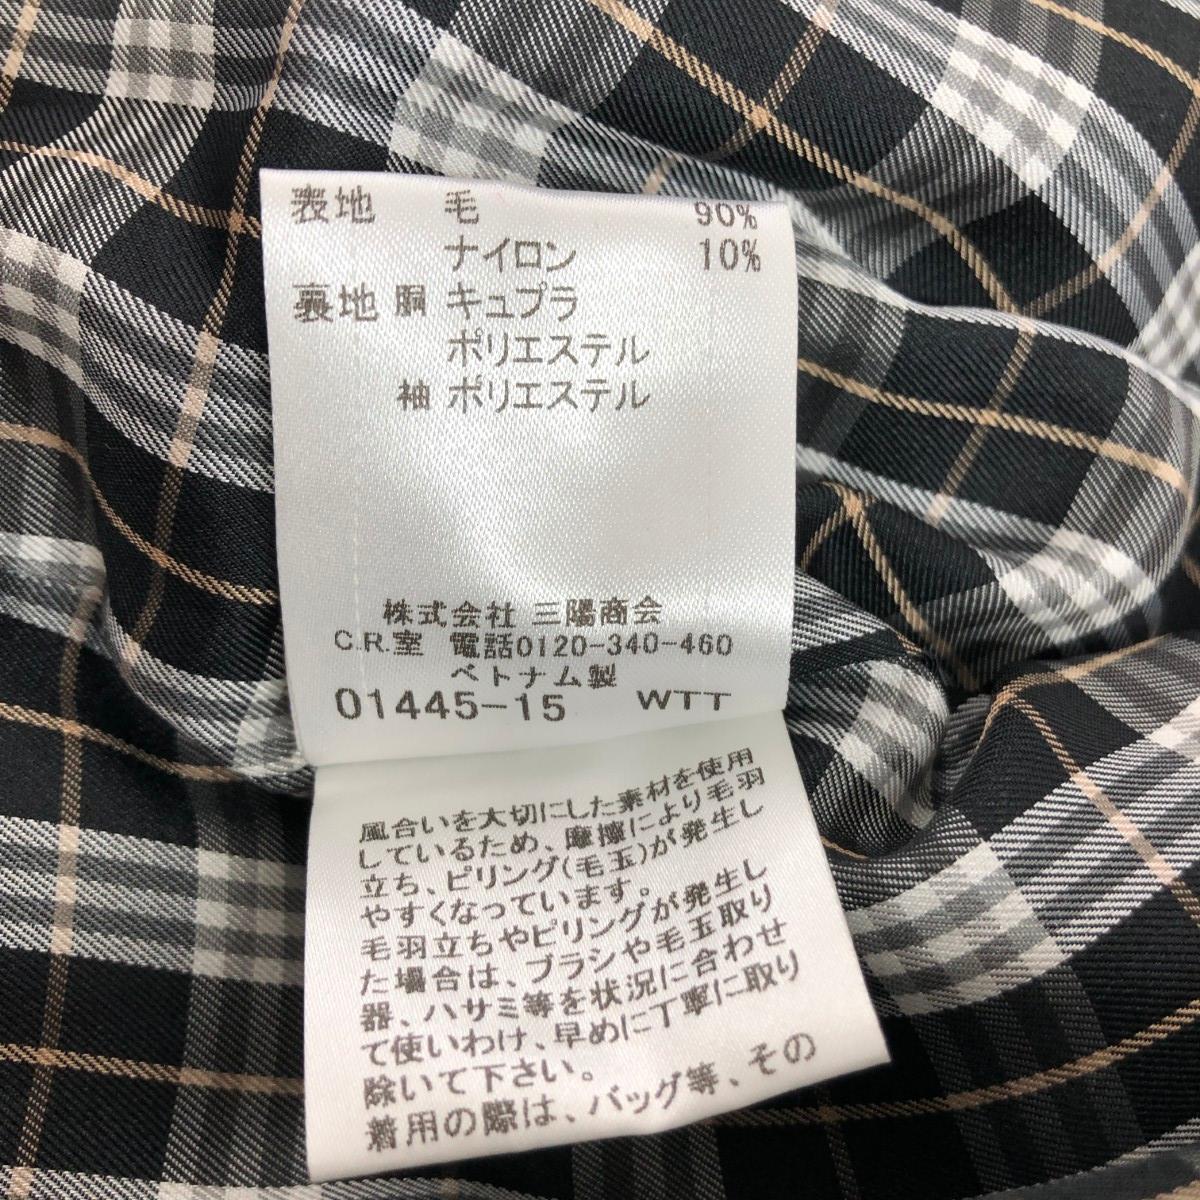 表地 毛 90%
ナイロン 10%
裏地 胴 キュプラ
ポリエステル
袖 ポリエステル
株式会社 三陽商会
C.R.室 電話0120-340-460
ベトナム製
01445-15 WTT
風合いを大切にした素材を使用
しているため、摩擦により毛羽
立ち、ピリング(毛玉)が発生し
やすくなっています。
毛羽立ちやピリングが発生し
た場合は、ブラシや毛玉取り
器、ハサミ等を状況に合わせ
て使いわけ、早めに丁寧に取り
除いて下さい。
着用の際は、バッグ等、その